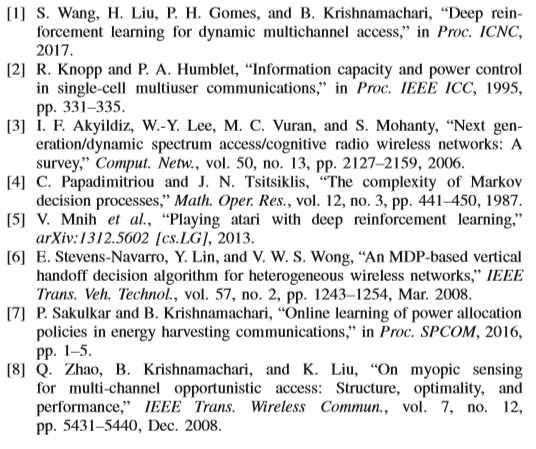 [1] S. Wang, H. Liu, P. H. Gomes, and B. Krishnamachari, “Deep rein-
forcement learning for dynamic multichannel access,” in Proc. ICNC,
2017.
[2] R. Knopp and P. A. Humblet, “Information capacity and power control
in single-cell multiuser communications,” in Proc. IEEE ICC, 1995,
pp. 331–335.
[3] I. F. Akyildiz, W.-Y. Lee, M. C. Vuran, and S. Mohanty, “Next gen-
eration/dynamic spectrum access/cognitive radio wireless networks: A
survey,” Comput. Netw., vol. 50, no. 13, pp. 2127–2159, 2006.
[4] C. Papadimitriou and J. N. Tsitsiklis, “The complexity of Markov
decision processes,” Math. Oper. Res., vol. 12, no. 3, pp. 441–450, 1987.
[5] V. Mnih et al., “Playing atari with deep reinforcement learning,”
arXiv:1312.5602 [cs.LG], 2013.
[6] E. Stevens-Navarro, Y. Lin, and V. W. S. Wong, “An MDP-based vertical
handoff decision algorithm for heterogeneous wireless networks,” IEEE
Trans. Veh. Technol., vol. 57, no. 2, pp. 1243–1254, Mar. 2008.
[7] P. Sakulkar and B. Krishnamachari, “Online learning of power allocation
policies in energy harvesting communications,” in Proc. SPCOM, 2016,
pp. 1–5.
[8] Q. Zhao, B. Krishnamachari, and K. Liu, “On myopic sensing
for multi-channel opportunistic access: Structure, optimality, and
performance,” IEEE Trans. Wireless Commun., vol. 7, no. 12,
pp. 5431–5440, Dec. 2008.